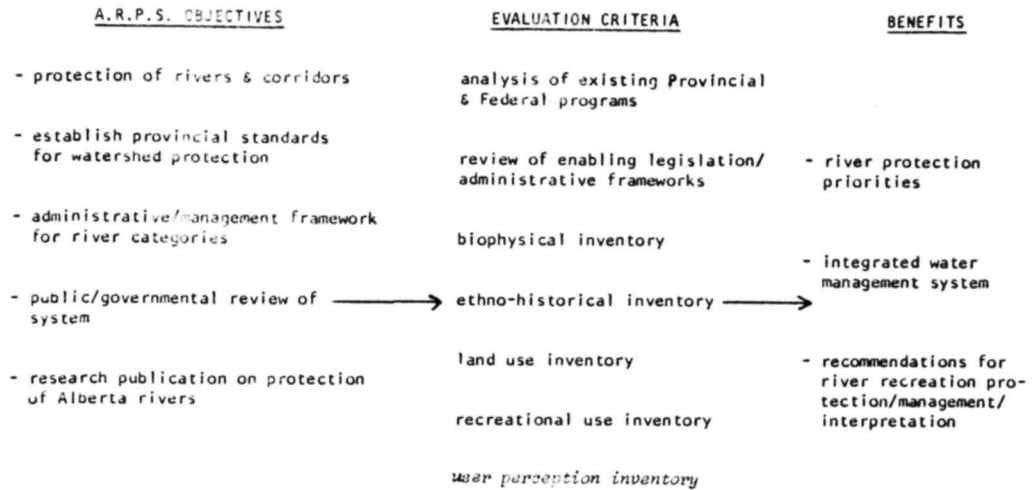 A.R.P.S. OBJECTIVES
- protection of rivers & corridors
- establish provincial standards
for watershed protection
- administrative/management framework
for river categories
- public/governmental review of
system
- research publication on protection
of Alberta rivers
EVALUATION CRITERIA
analysis of existing Provincial
& Federal programs
review of enabling legislation/
administrative frameworks
biophysical inventory
ethno-historical inventory
land use inventory
recreational use inventory
user perception inventory
BENEFITS
- river protection
priorities
- integrated water
management system
- recommendations for
river recreation pro-
tection/management/
interpretation